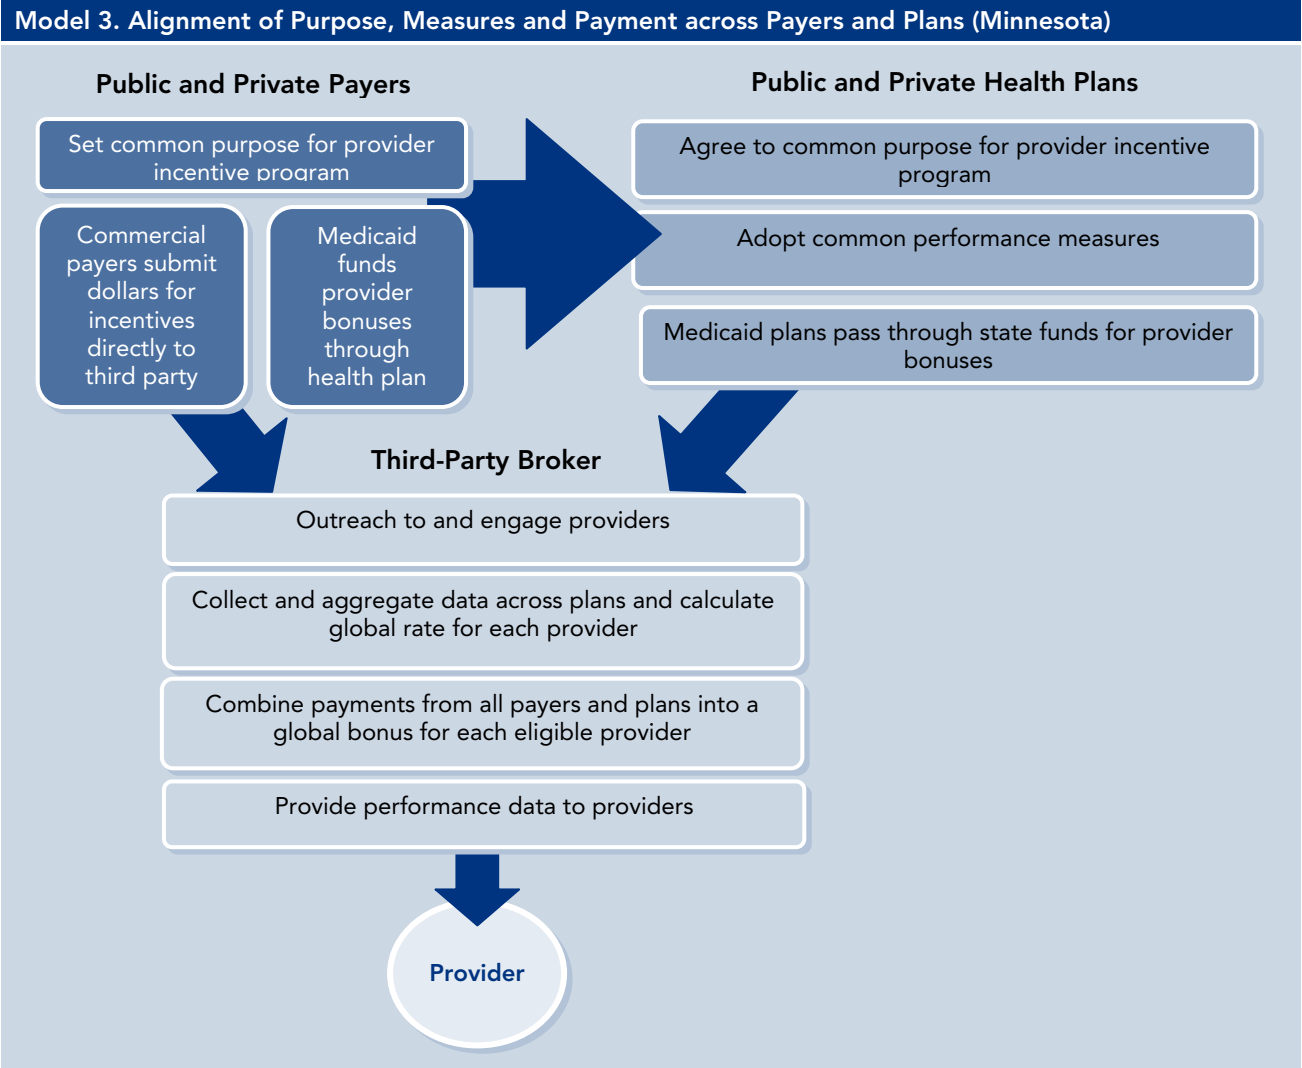 Model 3. Alignment of Purpose, Measures and Payment across Payers and Plans (Minnesota)
Public and Private Payers
Set common purpose for provider
incentive program
Commercial
payers submit
dollars for
incentives
directly to
third party
Medicaid
funds
provider
bonuses
through
health plan
Public and Private Health Plans
Agree to common purpose for provider incentive
program
Adopt common performance measures
Medicaid plans pass through state funds for provider
bonuses
Third-Party Broker
Outreach to and engage providers
Collect and aggregate data across plans and calculate
global rate for each provider
Combine payments from all payers and plans into a
global bonus for each eligible provider
Provide performance data to providers
Provider